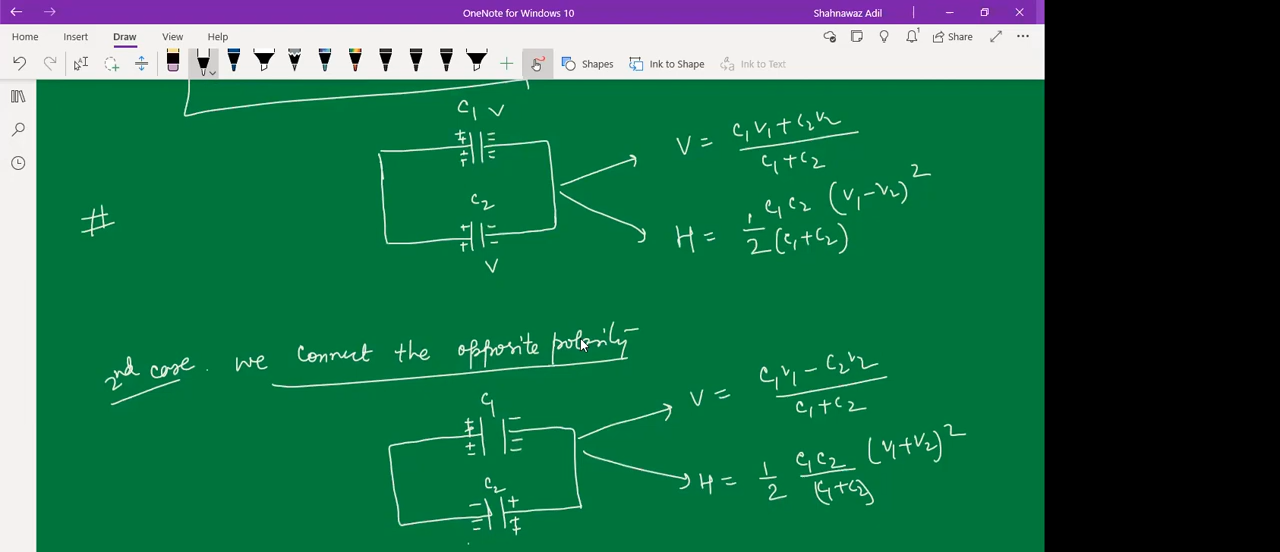 OneNote for Windows 10
Shahnawaz Adil
Home Insert Draw View Help
Share
Shapes Ink to Shape Ink to Text
C1 V
++ = 
C2
V
#
V = C1V1 + C2V2 / C1 + C2
H = 1/2 C1C2 (V1 - V2)^2 / (C1 + C2)
2nd case. we connect the opposite polarity
C1
C2
V = C1V1 - C2V2 / C1 + C2
H = 1/2 C1C2 / (C1 + C2) (V1 + V2)^2